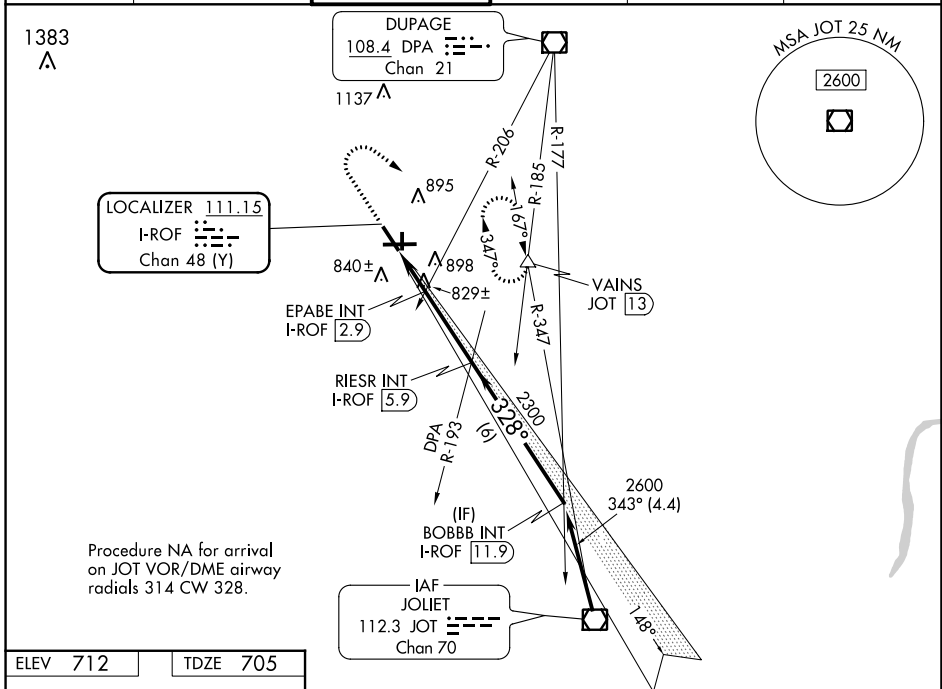 1383
DUPAGE
108.4 DPA
Chan 21
MSA JOT 25 NM
2600
1137
R-206
R-185
R-177
895
167°
347°
LOCALIZER 111.15
I-ROF
Chan 48 (Y)
840±
898
829±
VAINS
JOT 13
EPABE INT
I-ROF 2.9
R-347
RIESR INT
I-ROF 5.9
2300
328°
(6)
DPA
R-193
2600
343° (4.4)
(IF)
BOBBB INT
I-ROF 11.9
Procedure NA for arrival
on JOT VOR/DME airway
radials 314 CW 328.
IAF
JOLIET
112.3 JOT
Chan 70
148°
ELEV 712
TDZE 705